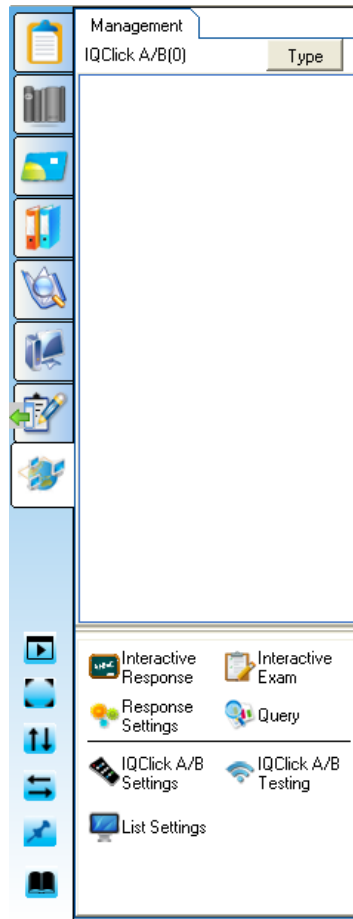 Management
IQClick A/B(0)
Type
Interactive
Response
Interactive
Exam
Response
Settings
Query
IQClick A/B
Settings
IQClick A/B
Testing
List Settings